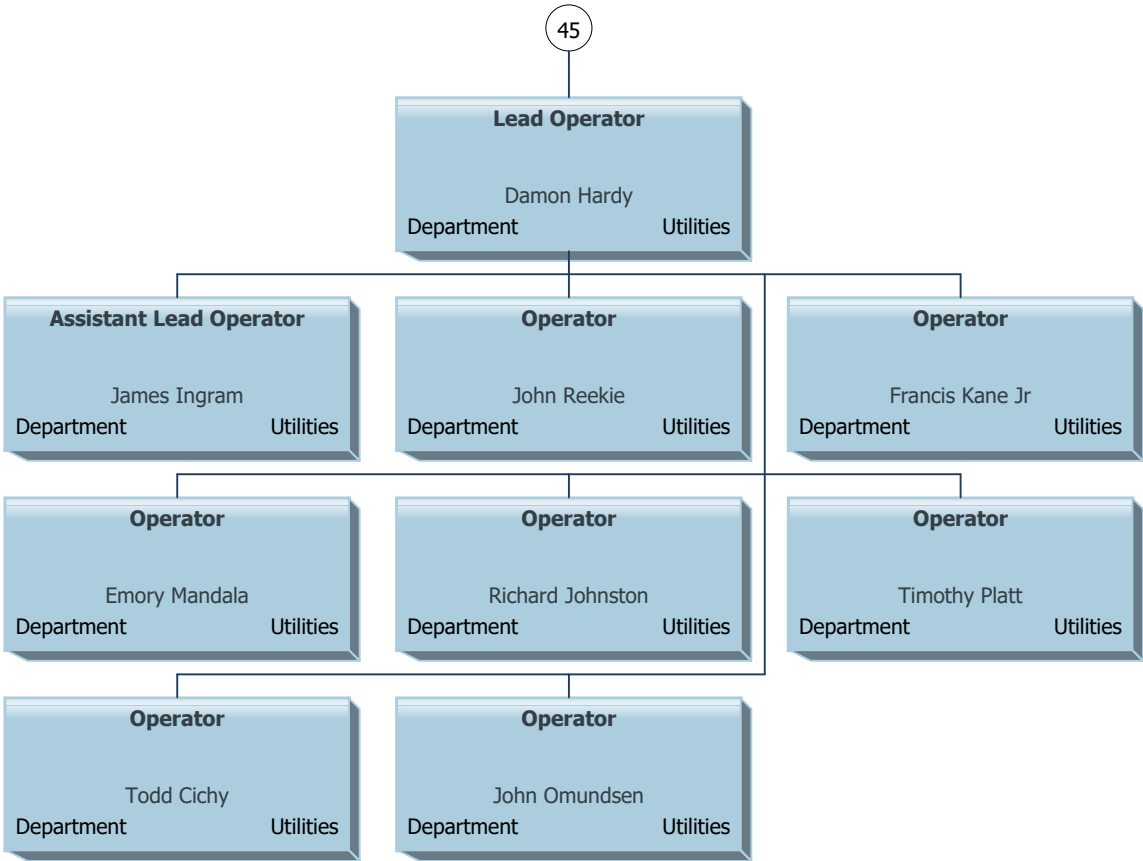 45
Lead Operator
Damon Hardy
Department Utilities
Assistant Lead Operator
James Ingram
Department Utilities
Operator
John Reekie
Department Utilities
Operator
Francis Kane Jr
Department Utilities
Operator
Emory Mandala
Department Utilities
Operator
Richard Johnston
Department Utilities
Operator
Timothy Platt
Department Utilities
Operator
Todd Cichy
Department Utilities
Operator
John Omundsen
Department Utilities